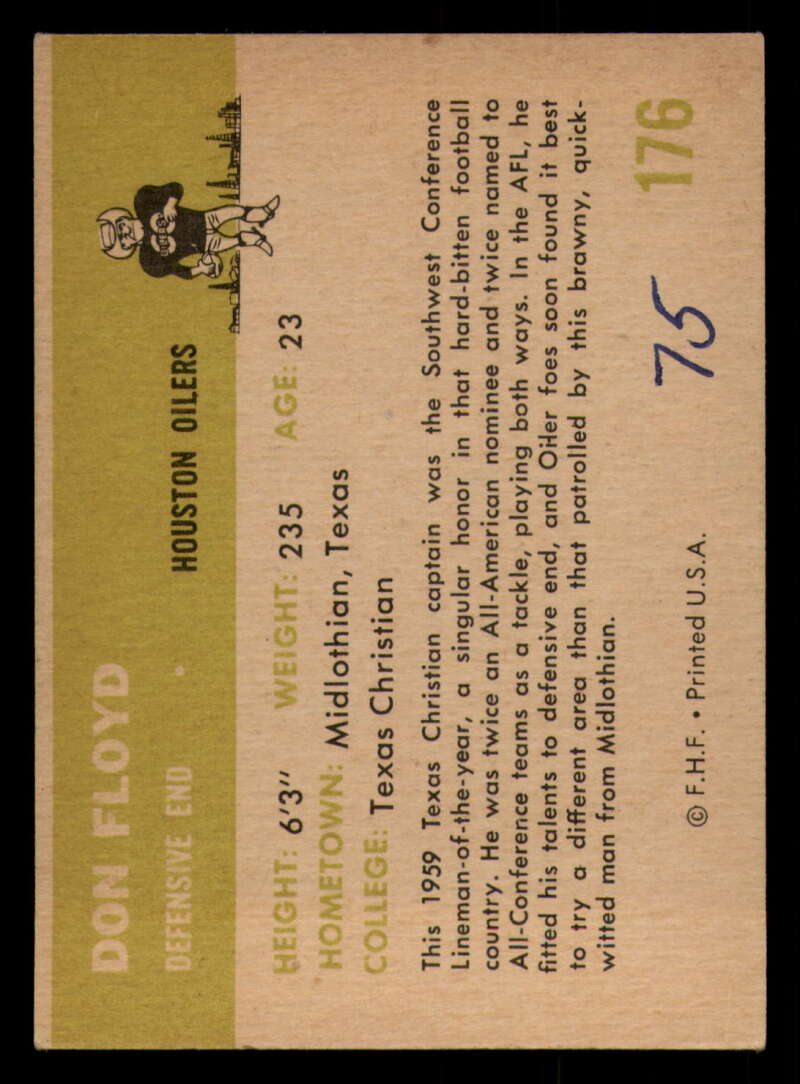 DON FLOYD
DEFENSIVE END
HOUSTON OILERS
HEIGHT: 6'3" WEIGHT: 235 AGE: 23
HOMETOWN: Midlothian, Texas
COLLEGE: Texas Christian
This 1959 Texas Christian captain was the Southwest Conference
Lineman-of-the-year, a singular honor in that hard-bitten football
country. He was twice an All-American nominee and twice named to
All-Conference teams as a tackle, playing both ways. In the AFL, he
fitted his talents to defensive end, and Oiler foes soon found it best
to try a different area than that patrolled by this brawny, quick-
witted man from Midlothian.
© F.H.F. • Printed U.S.A.
75
176